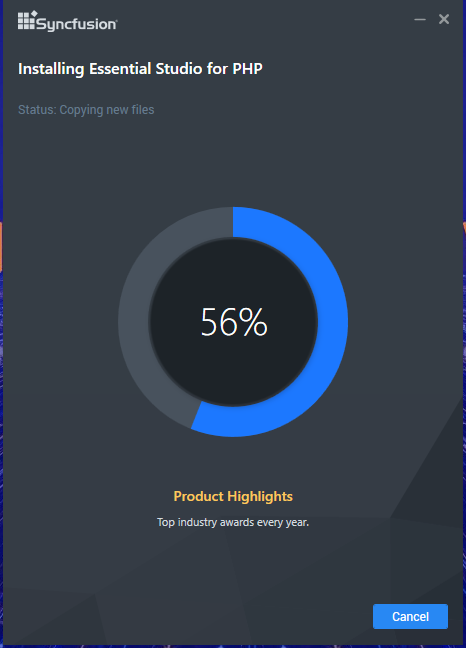 Syncfusion
Installing Essential Studio for PHP
Status: Copying new files
56%
Product Highlights
Top industry awards every year.
Cancel